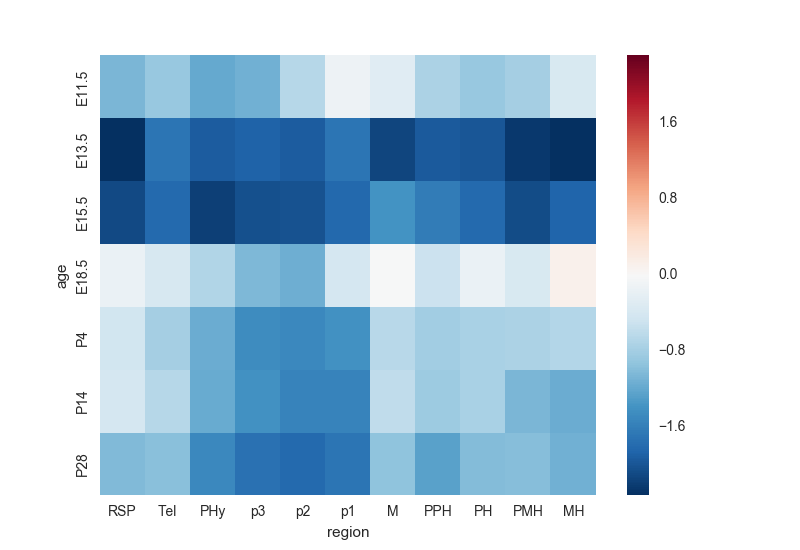 E11.5
E13.5
E15.5
E18.5
P4
P14
P28
age
RSP Tel PHy p3 p2 p1 M PPH PH PMH MH
region
1.6
0.8
0.0
−0.8
−1.6